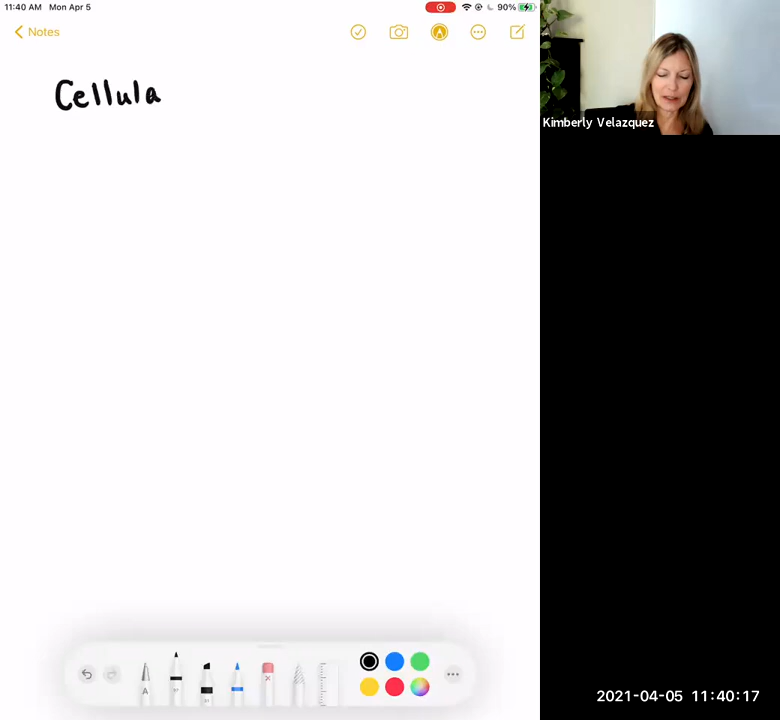 11:40 AM Mon Apr 5
90%
Notes
Cellula
Kimberly Velazquez
A
2021-04-05 11:40:17